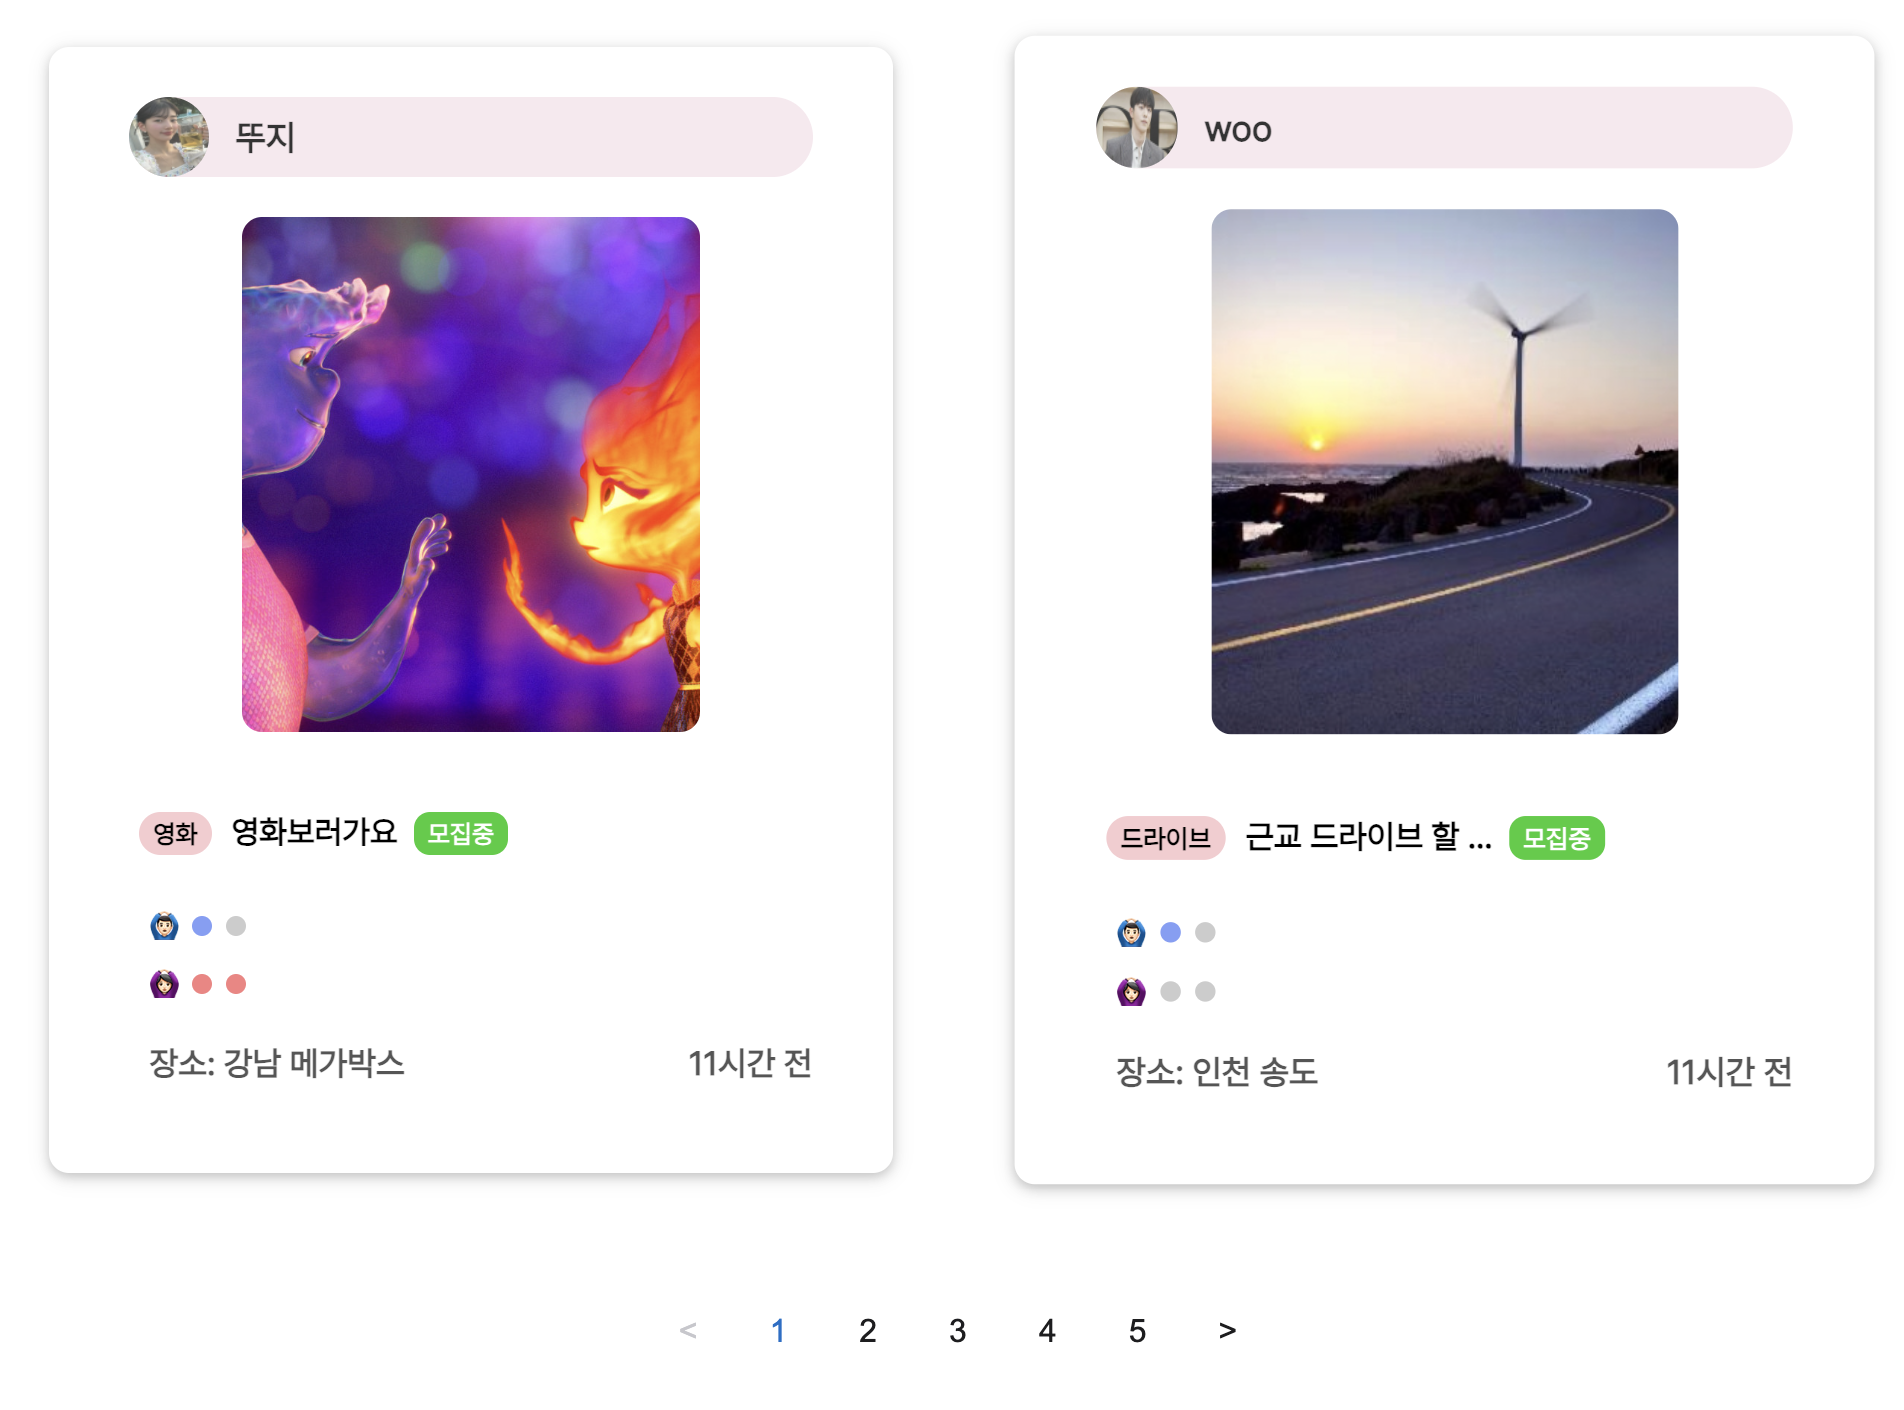 뚜지
영화 영화보러가요 모집중
장소: 강남 메가박스 11시간 전
woo
드라이브 근교 드라이브 할 ... 모집중
장소: 인천 송도 11시간 전
< 1 2 3 4 5 >